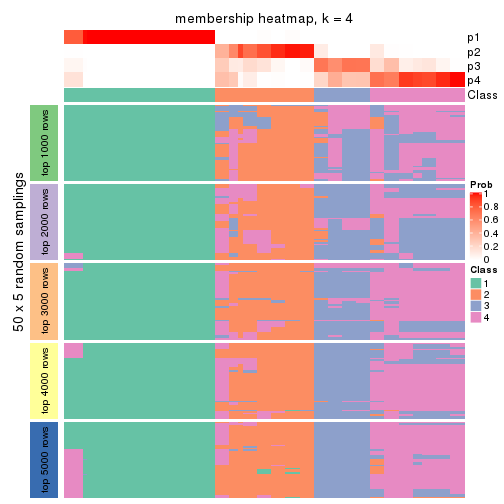 membership heatmap, k = 4
p1
p2
p3
p4
Class
50 x 5 random samplings
top 1000 rows
top 2000 rows
top 3000 rows
top 4000 rows
top 5000 rows
Prob
1
0.8
0.6
0.4
0.2
0
Class
1
2
3
4